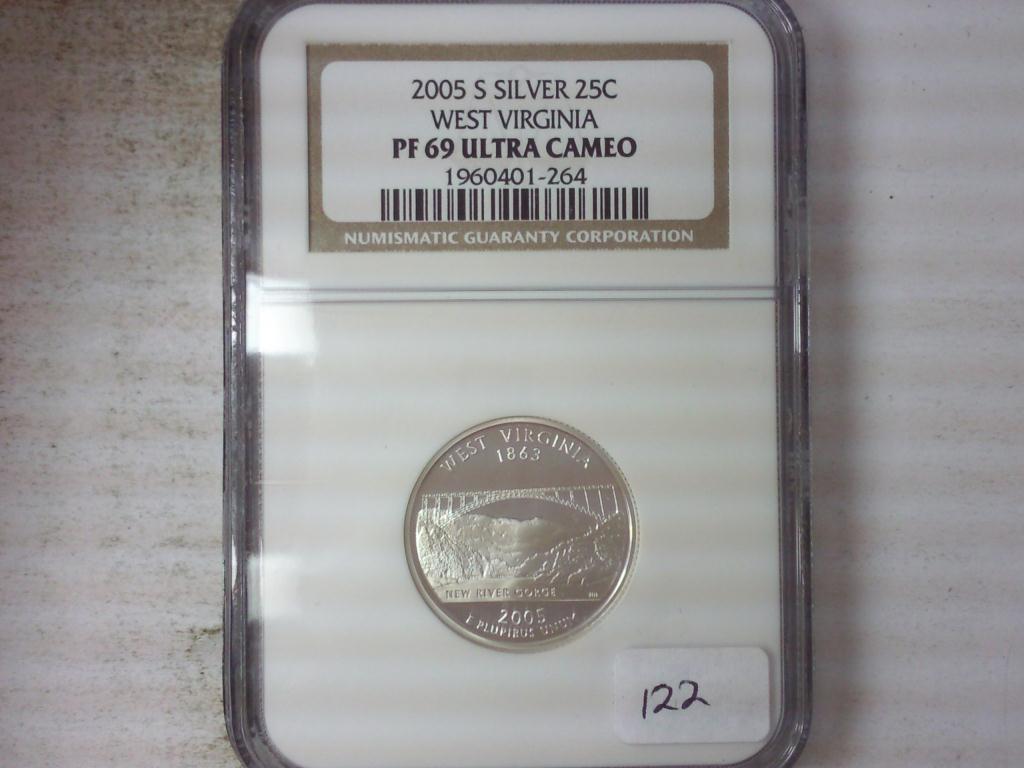 2005 S SILVER 25C
WEST VIRGINIA
PF 69 ULTRA CAMEO
1960401-264
NUMISMATIC GUARANTY CORPORATION
WEST VIRGINIA
1863
NEW RIVER GORGE
2005
E PLURIBUS UNUM
122